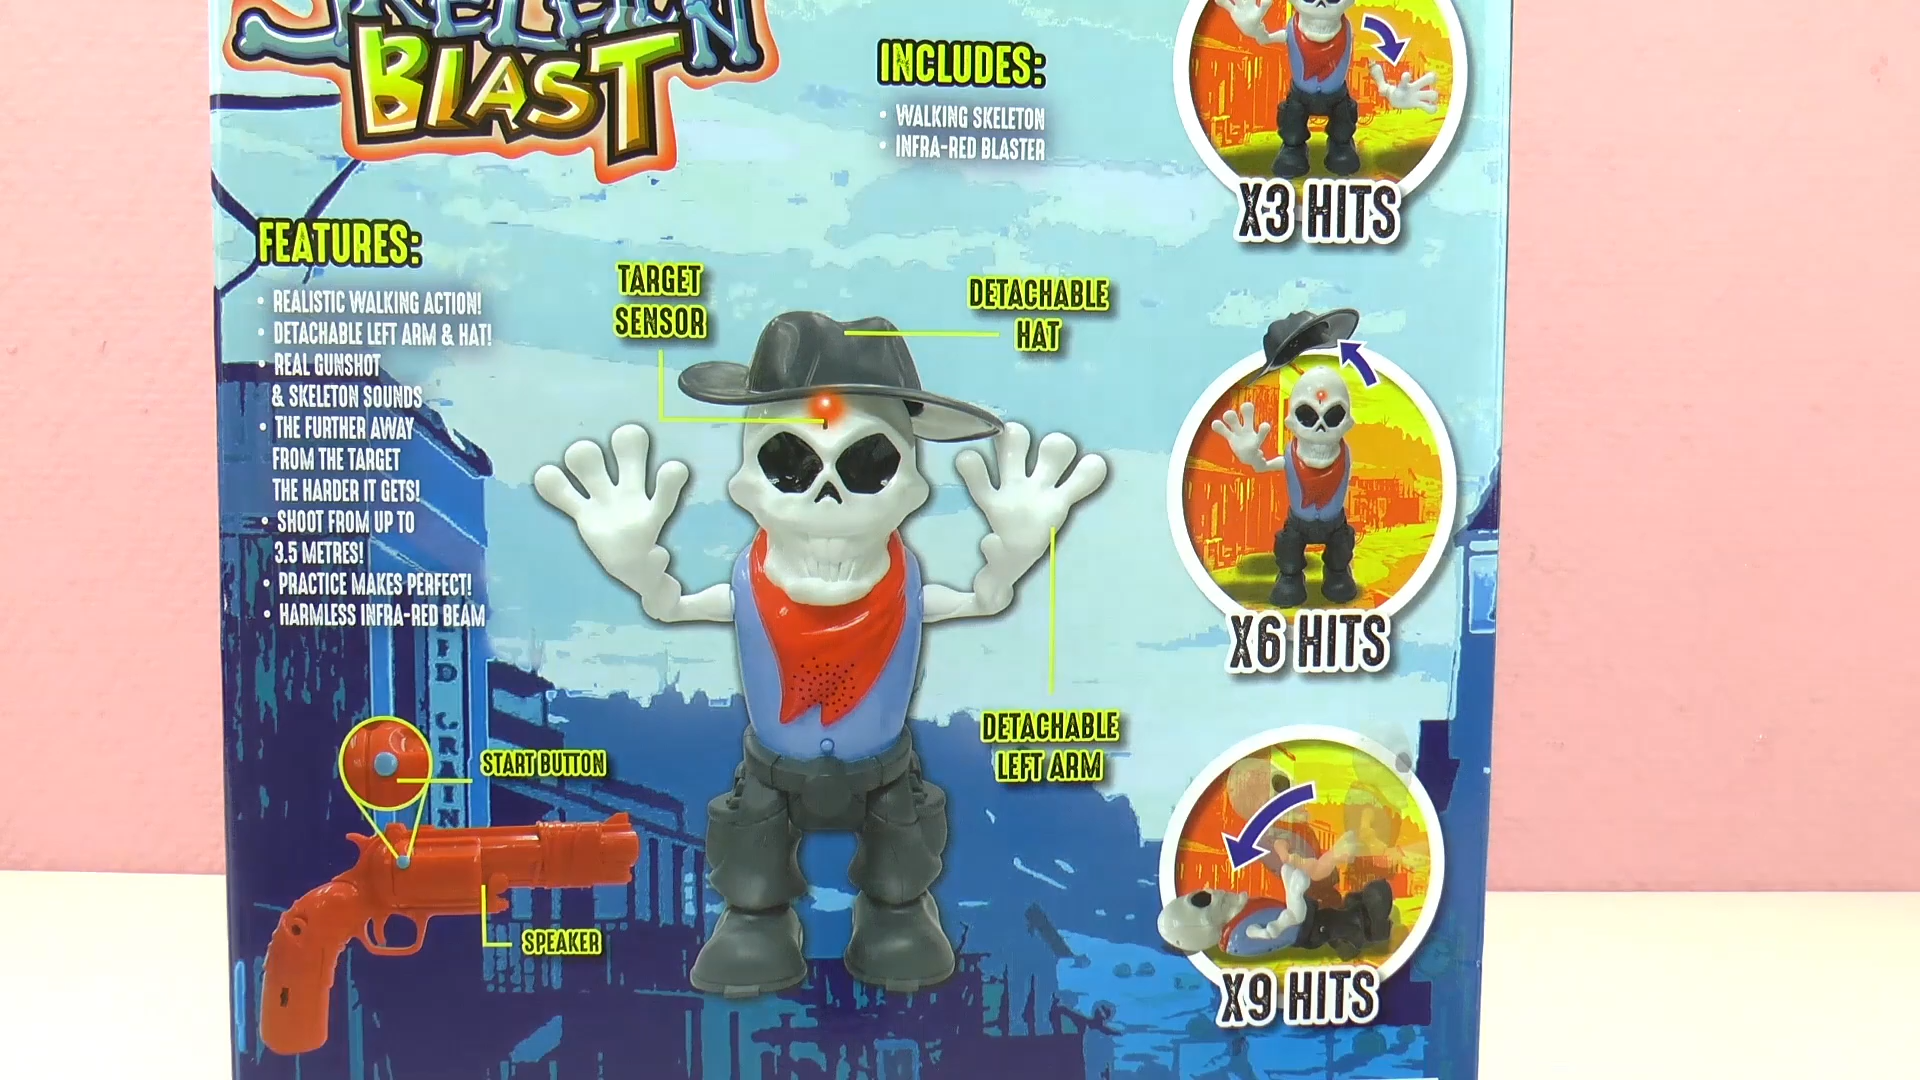 SKELETON
BLAST
INCLUDES:
• WALKING SKELETON
• INFRA-RED BLASTER
X3 HITS
FEATURES:
• REALISTIC WALKING ACTION!
• DETACHABLE LEFT ARM & HAT!
• REAL GUNSHOT
& SKELETON SOUNDS
• THE FURTHER AWAY
FROM THE TARGET
THE HARDER IT GETS!
• SHOOT FROM UP TO
3.5 METRES!
• PRACTICE MAKES PERFECT!
• HARMLESS INFRA-RED BEAM
TARGET
SENSOR
DETACHABLE
HAT
X6 HITS
DETACHABLE
LEFT ARM
START BUTTON
SPEAKER
X9 HITS